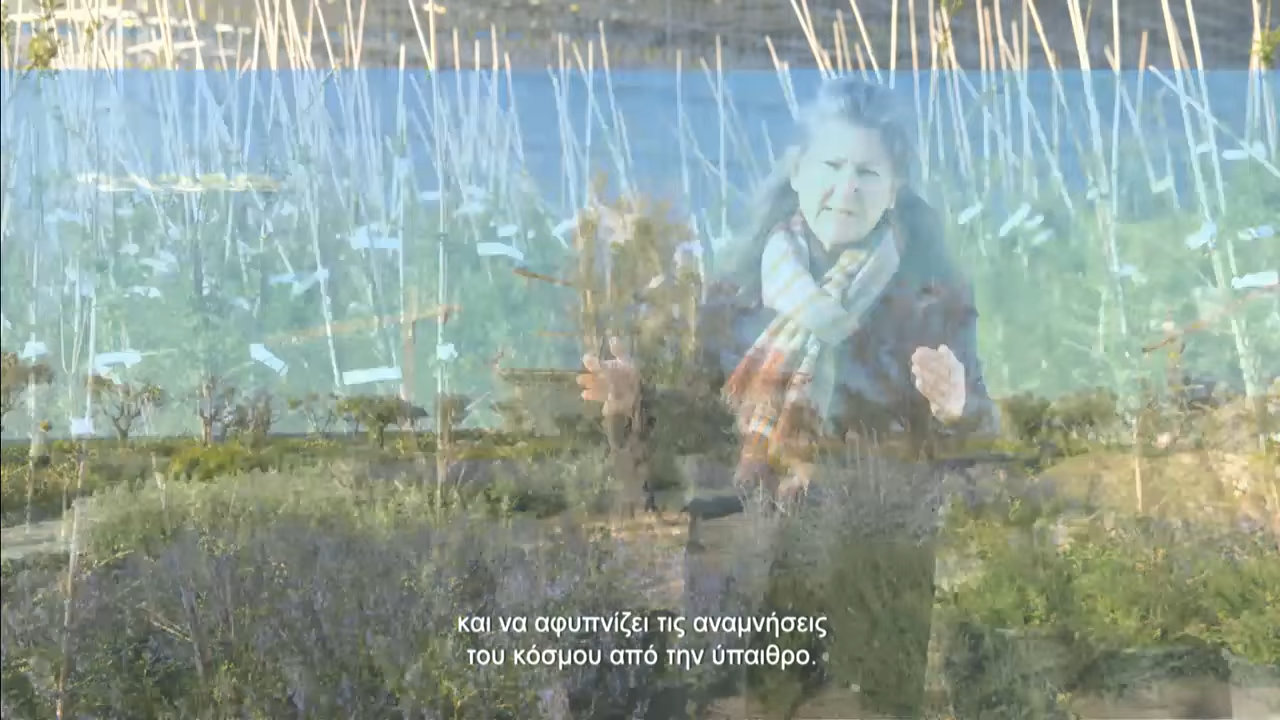 και να αφυπνίζει τις αναμνήσεις
του κόσμου από την ύπαιθρο.